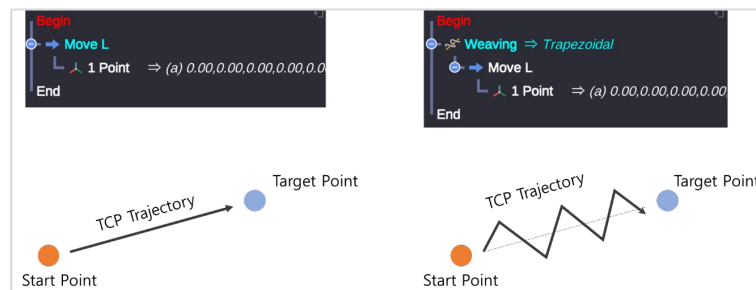 Begin
Move L
1 Point ⇒ (a) 0.00,0.00,0.00,0.00,0.0
End
TCP Trajectory
Target Point
Start Point
Begin
Weaving ⇒ Trapezoidal
Move L
1 Point ⇒ (a) 0.00,0.00,0.00,0.00
End
TCP Trajectory
Target Point
Start Point